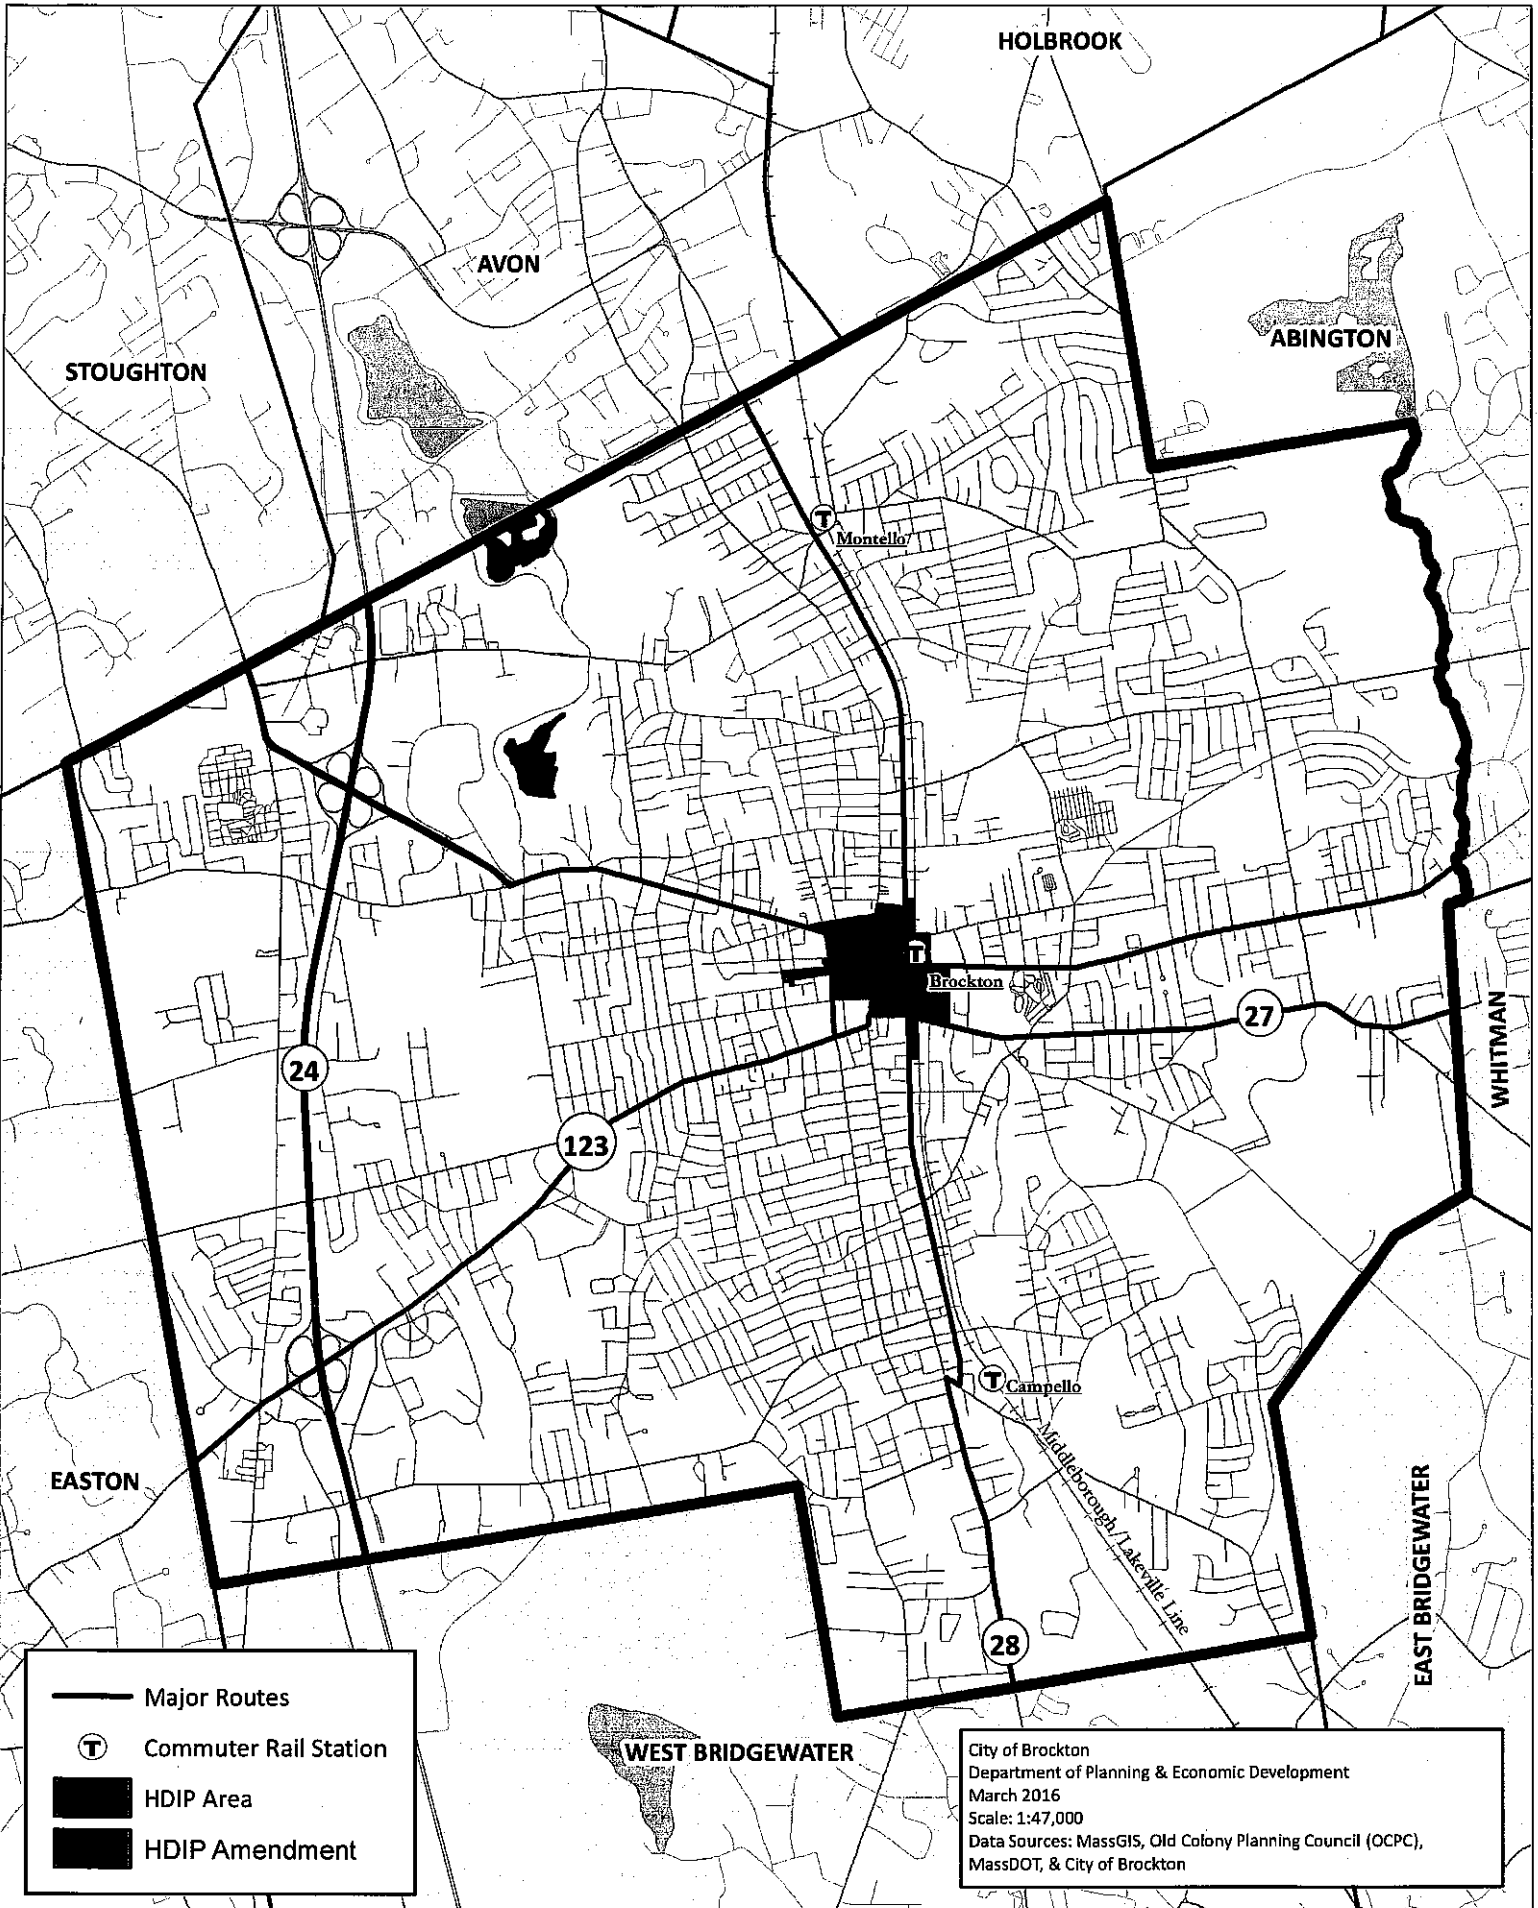 HOLBROOK
AVON
ABINGTON
STOUGHTON
T
Montello
T
Brockton
27
WHITMAN
24
123
T
Campello
Middleborough/Lakeville Line
EASTON
EAST BRIDGEWATER
28
WEST BRIDGEWATER
Major Routes
T Commuter Rail Station
HDIP Area
HDIP Amendment
City of Brockton
Department of Planning & Economic Development
March 2016
Scale: 1:47,000
Data Sources: MassGIS, Old Colony Planning Council (OCPC),
MassDOT, & City of Brockton